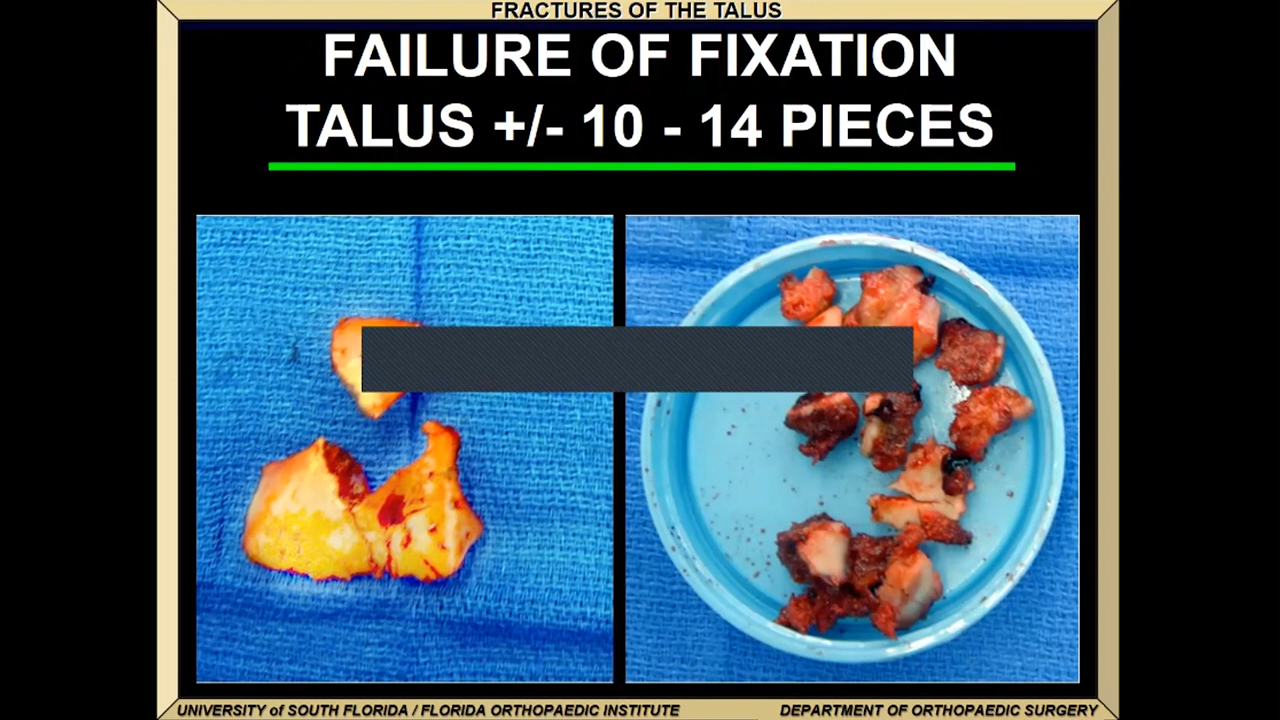 FRACTURES OF THE TALUS
FAILURE OF FIXATION
TALUS +/- 10 - 14 PIECES
UNIVERSITY of SOUTH FLORIDA / FLORIDA ORTHOPAEDIC INSTITUTE
DEPARTMENT OF ORTHOPAEDIC SURGERY